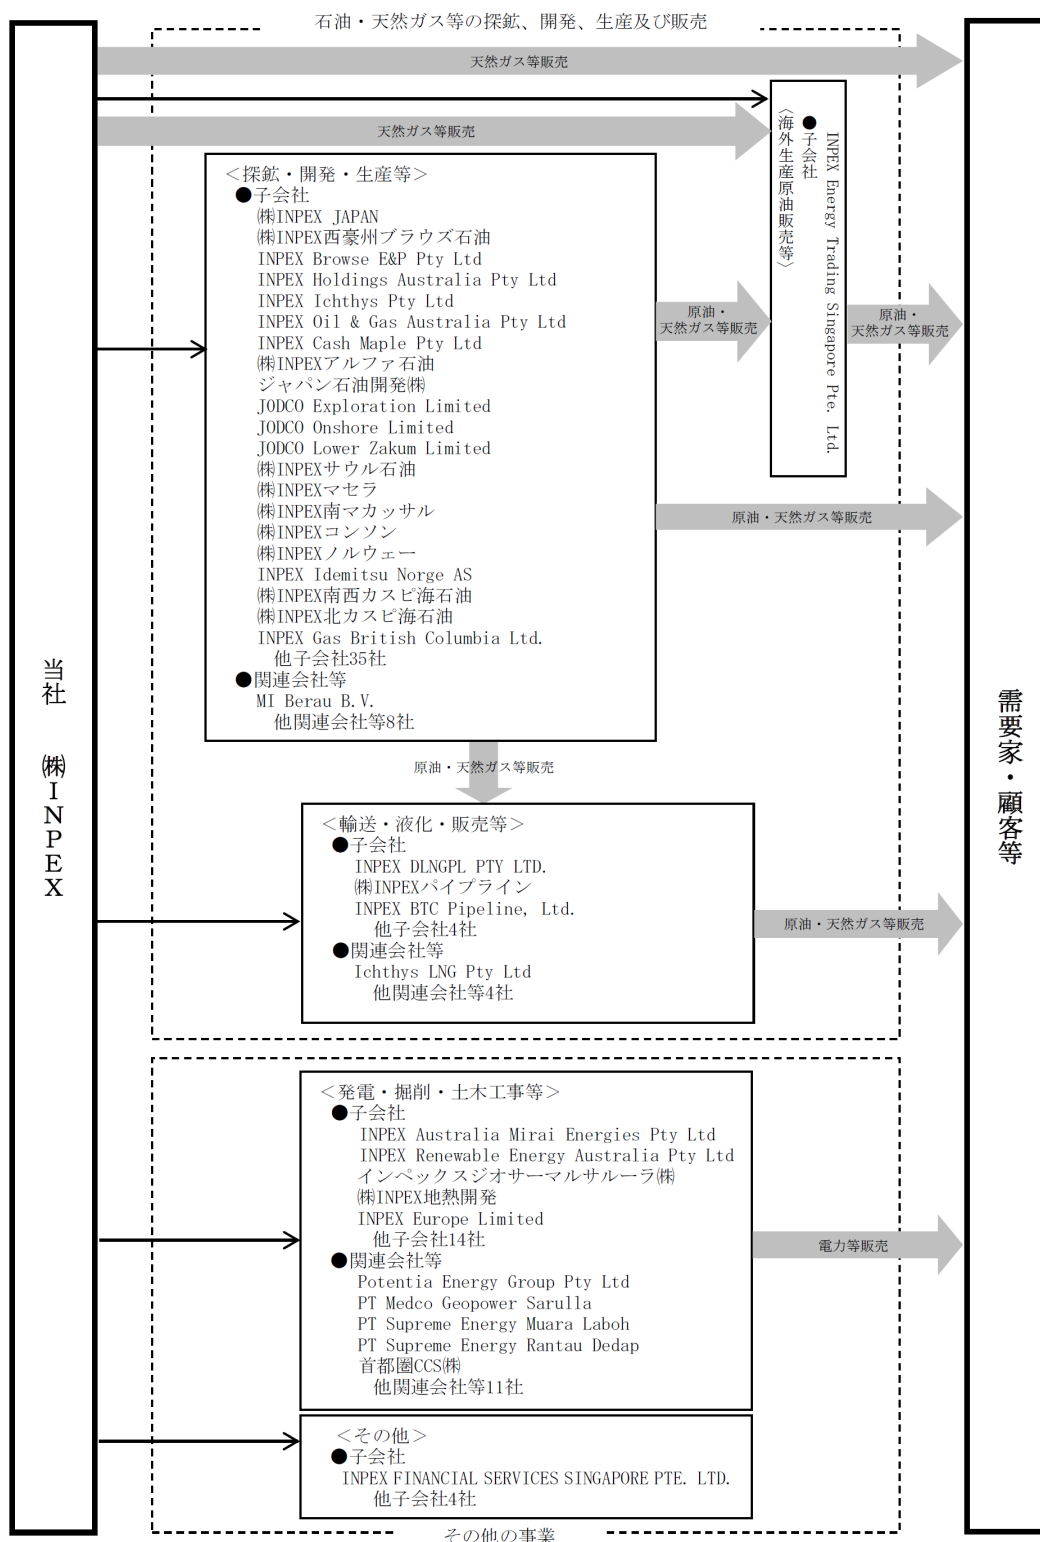 石油・天然ガス等の探鉱、開発、生産及び販売
天然ガス等販売
天然ガス等販売
<海外生産原油販売等>
●子会社
INPEX Energy Trading Singapore Pte. Ltd.
<探鉱・開発・生産等>
●子会社
㈱INPEX JAPAN
㈱INPEX西豪州ブラウズ石油
INPEX Browse E&P Pty Ltd
INPEX Holdings Australia Pty Ltd
INPEX Ichthys Pty Ltd
INPEX Oil & Gas Australia Pty Ltd
INPEX Cash Maple Pty Ltd
㈱INPEXアルファ石油
ジャパン石油開発㈱
JODCO Exploration Limited
JODCO Onshore Limited
JODCO Lower Zakum Limited
㈱INPEXサウル石油
㈱INPEXマセラ
㈱INPEX南マカッサル
㈱INPEXコンソン
㈱INPEXノルウェー
INPEX Idemitsu Norge AS
㈱INPEX南西カスピ海石油
㈱INPEX北カスピ海石油
INPEX Gas British Columbia Ltd.
他子会社35社
●関連会社等
MI Berau B.V.
他関連会社等8社
原油・
天然ガス等販売
原油・
天然ガス等販売
原油・天然ガス等販売
当社 ㈱INPEX
需要家・顧客等
原油・天然ガス等販売
<輸送・液化・販売等>
●子会社
INPEX DLNGPL PTY LTD.
㈱INPEXパイプライン
INPEX BTC Pipeline, Ltd.
他子会社4社
●関連会社等
Ichthys LNG Pty Ltd
他関連会社等4社
原油・天然ガス等販売
<発電・掘削・土木工事等>
●子会社
INPEX Australia Mirai Energies Pty Ltd
INPEX Renewable Energy Australia Pty Ltd
インペックスジオサーマルサルーラ㈱
㈱INPEX地熱開発
INPEX Europe Limited
他子会社14社
●関連会社等
Potentia Energy Group Pty Ltd
PT Medco Geopower Sarulla
PT Supreme Energy Muara Laboh
PT Supreme Energy Rantau Dedap
首都圏CCS㈱
他関連会社等11社
電力等販売
<その他>
●子会社
INPEX FINANCIAL SERVICES SINGAPORE PTE. LTD.
他子会社4社
その他の事業